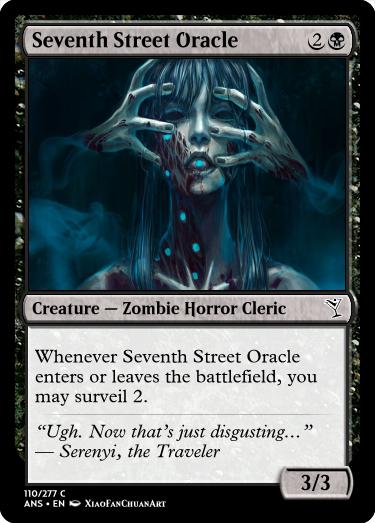 Seventh Street Oracle 2
Creature — Zombie Horror Cleric
Whenever Seventh Street Oracle
enters or leaves the battlefield, you
may surveil 2.
“Ugh. Now that’s just disgusting…”
— Serenyi, the Traveler
3/3
110/277 C
ANS • EN XiaoFanChuanArt